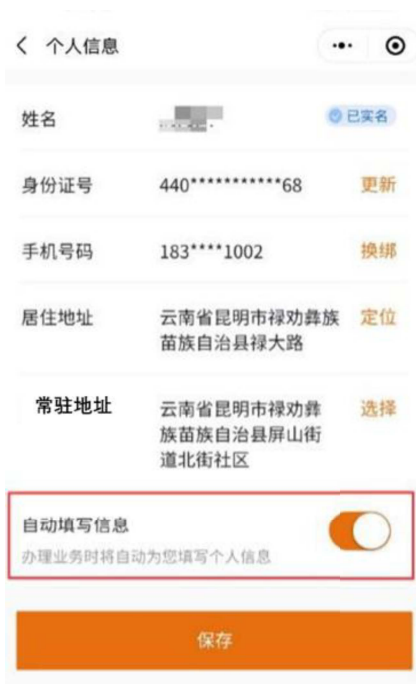 个人信息
姓名 已实名
身份证号 440***********68 更新
手机号码 183****1002 换绑
居住地址 云南省昆明市禄劝彝族 定位
苗族自治县禄大路
常驻地址 云南省昆明市禄劝彝 选择
族苗族自治县屏山街
道北街社区
自动填写信息
办理业务时将自动为您填写个人信息
保存